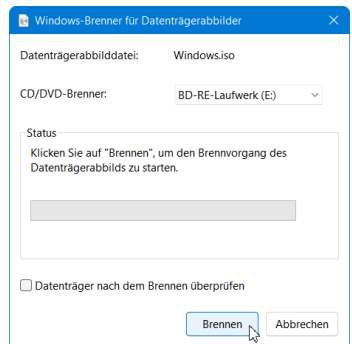 Windows-Brenner für Datenträgerabbilder
Datenträgerabbilddatei: Windows.iso
CD/DVD-Brenner: BD-RE-Laufwerk (E:)
Status
Klicken Sie auf "Brennen", um den Brennvorgang des
Datenträgerabbilds zu starten.
Datenträger nach dem Brennen überprüfen
Brennen Abbrechen